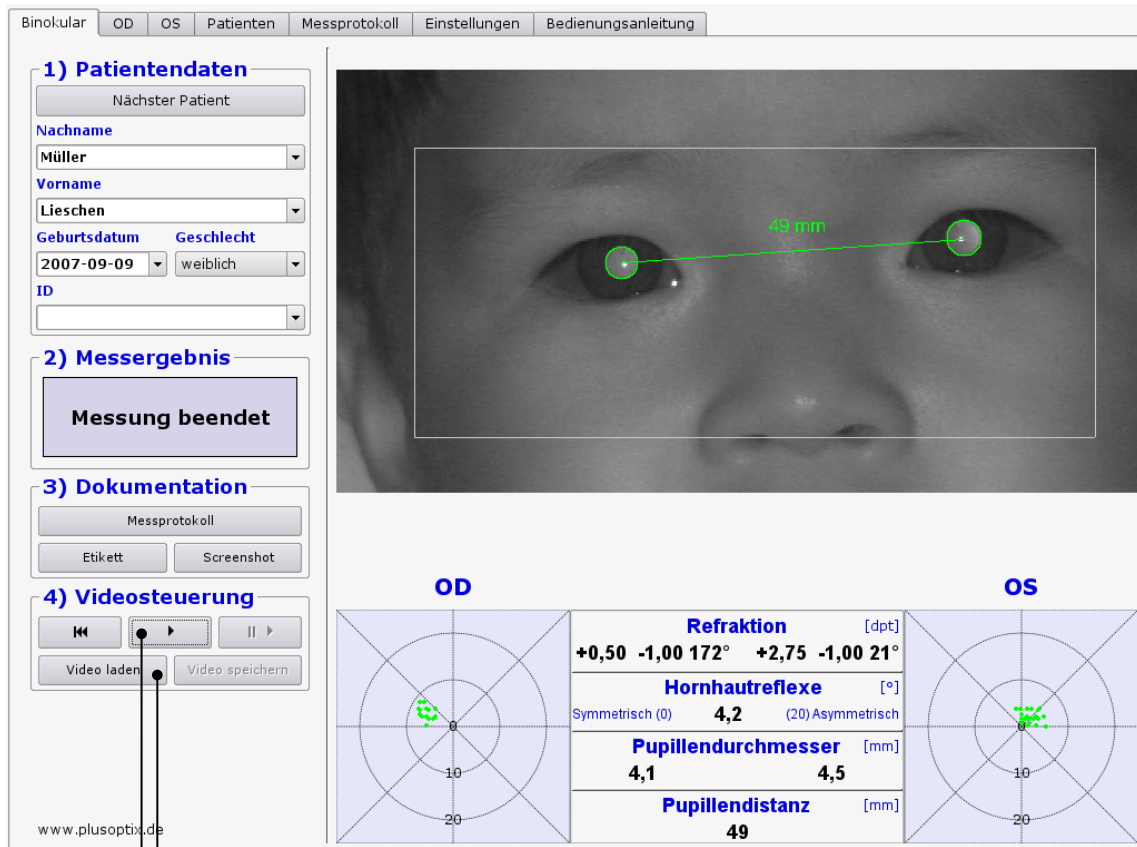 Binokular OD OS Patienten Messprotokoll Einstellungen Bedienungsanleitung
1) Patientendaten
Nächster Patient
Nachname
Müller
Vorname
Lieschen
Geburtsdatum Geschlecht
2007-09-09 weiblich
ID
2) Messergebnis
Messung beendet
3) Dokumentation
Messprotokoll
Etikett Screenshot
4) Videosteuerung
Video laden Video speichern
www.plusoptix.de
49 mm
OD
0
10
20
Refraktion [dpt]
+0,50 -1,00 172° +2,75 -1,00 21°
Hornhautreflexe [°]
Symmetrisch (0) 4,2 (20) Asymmetrisch
Pupillendurchmesser [mm]
4,1 4,5
Pupillendistanz [mm]
49
OS
0
10
20